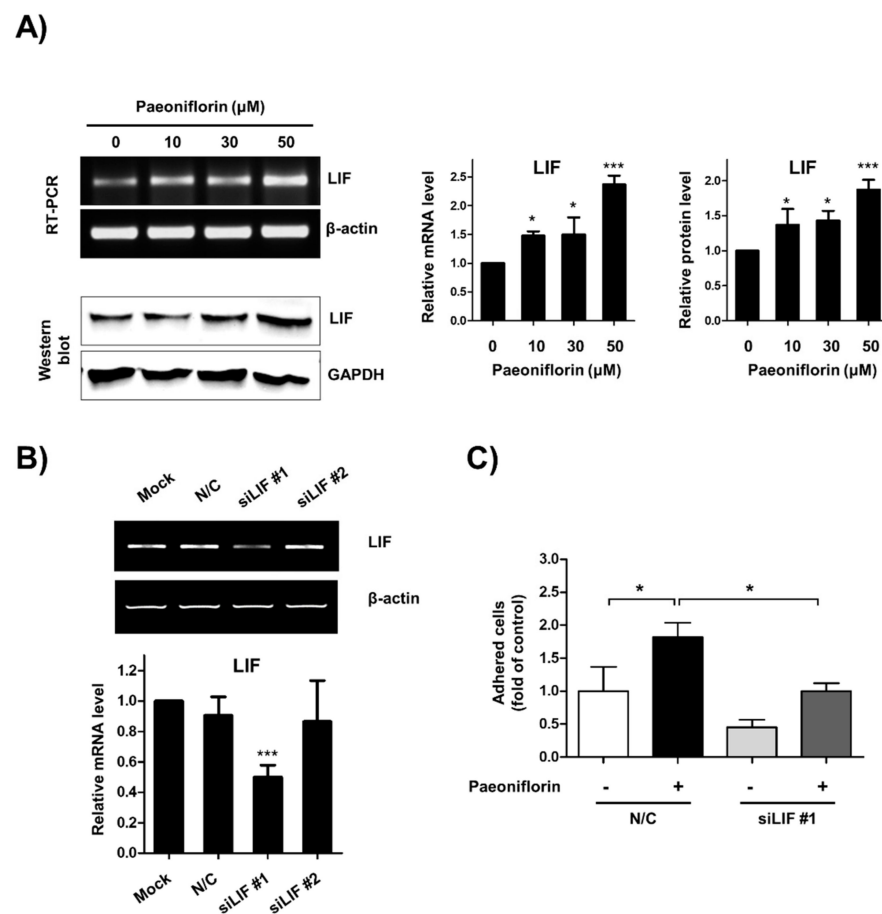 A)
Paeoniflorin (µM)
0 10 30 50
RT-PCR
LIF
β-actin
Western
blot
LIF
GAPDH
LIF
Relative mRNA level
2.5
2.0
1.5
1.0
0.5
0.0
* * ***
0 10 30 50
Paeoniflorin (µM)
LIF
Relative protein level
2.0
1.5
1.0
0.5
0.0
* * ***
0 10 30 50
Paeoniflorin (µM)
B)
Mock N/C siLIF #1 siLIF #2
LIF
β-actin
LIF
Relative mRNA level
1.2
1.0
0.8
0.6
0.4
0.2
0.0
***
Mock N/C siLIF #1 siLIF #2
C)
Adhered cells
(fold of control)
3.0
2.5
2.0
1.5
1.0
0.5
0.0
* *
Paeoniflorin - + - +
N/C siLIF #1